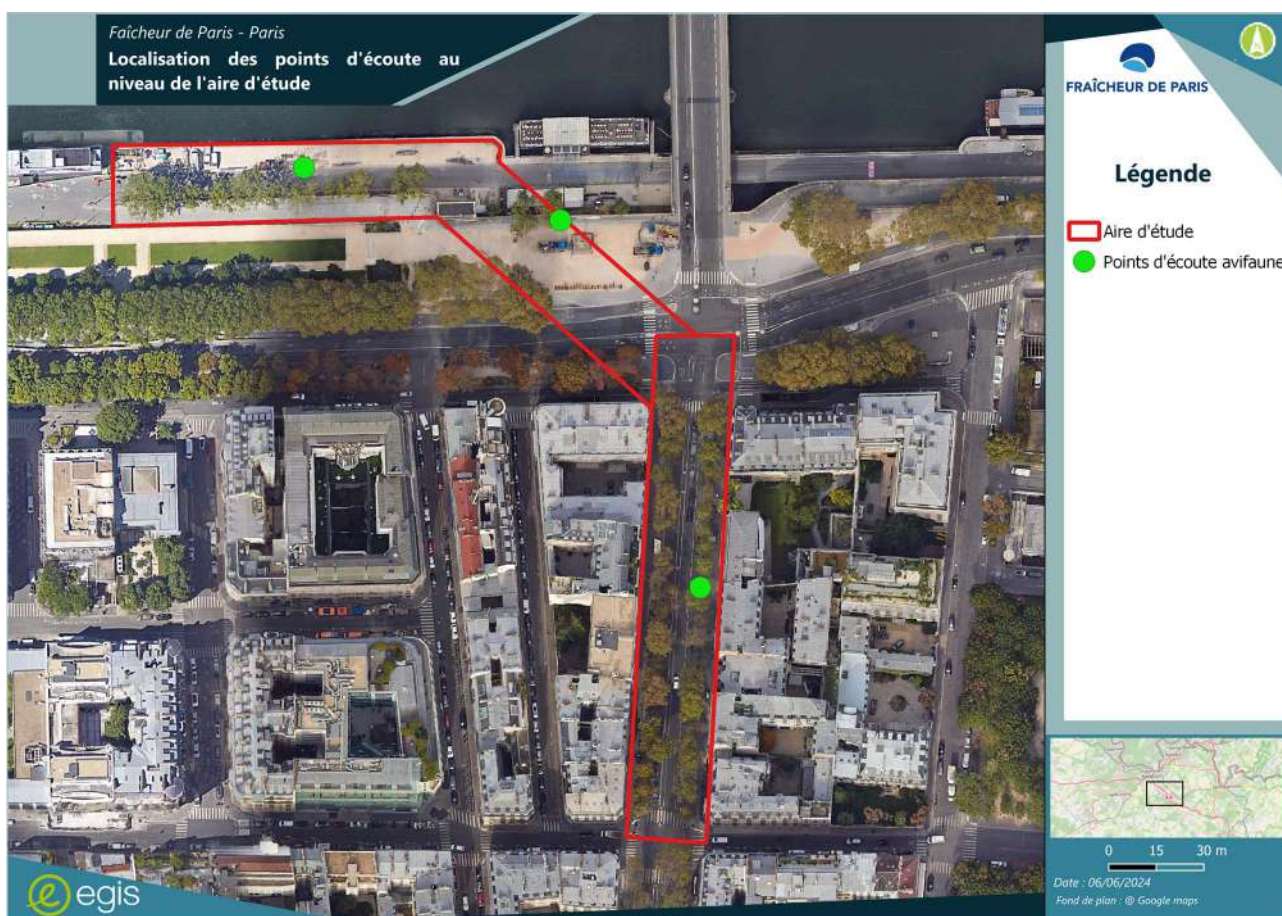 Faîcheur de Paris - Paris
Localisation des points d'écoute au
niveau de l'aire d'étude
FRAÎCHEUR DE PARIS
Légende
Aire d'étude
Points d'écoute avifaune
0 15 30 m
Date : 06/06/2024
Fond de plan : @ Google maps
egis